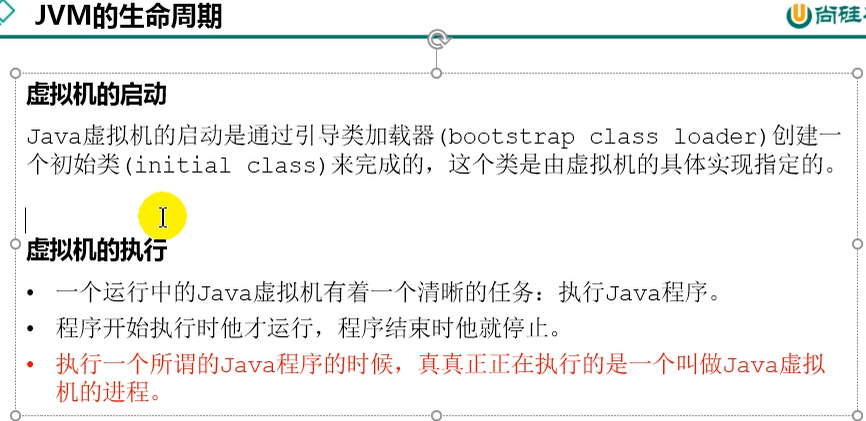 JVM的生命周期
尚硅
虚拟机的启动
Java虚拟机的启动是通过引导类加载器(bootstrap class loader)创建一
个初始类(initial class)来完成的，这个类是由虚拟机的具体实现指定的。
虚拟机的执行
• 一个运行中的Java虚拟机有着一个清晰的任务：执行Java程序。
• 程序开始执行时他才运行，程序结束时他就停止。
• 执行一个所谓的Java程序的时候，真真正正在执行的是一个叫做Java虚拟
机的进程。